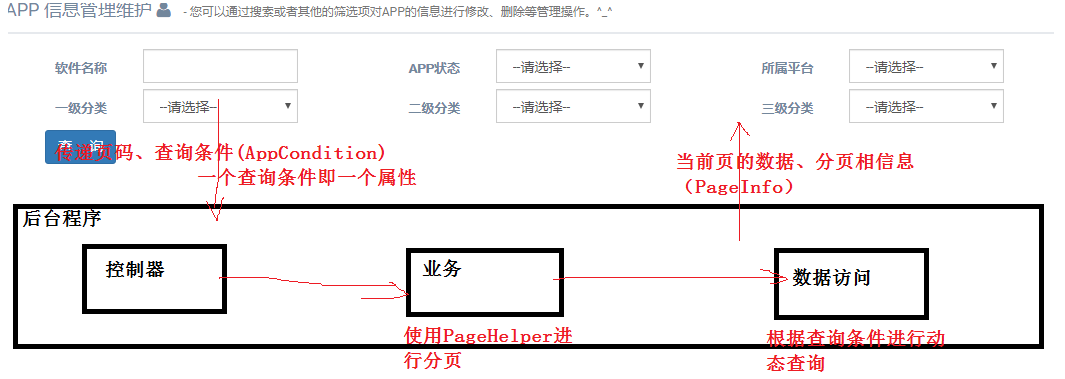 APP 信息管理维护 - 您可以通过搜索或者其他的筛选项对APP的信息进行修改、删除等管理操作。^_^
软件名称 APP状态 --请选择-- 所属平台 --请选择--
一级分类 --请选择-- 二级分类 --请选择-- 三级分类 --请选择--
查 询
传递页码、查询条件(AppCondition)
一个查询条件即一个属性
当前页的数据、分页相信息
（PageInfo）
后台程序
控制器 业务 数据访问
使用PageHelper进
行分页
根据查询条件进行动
态查询